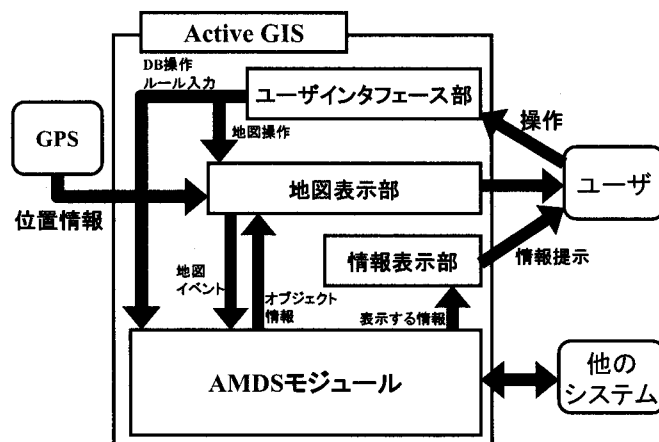 Active GIS
DB操作
ルール入力
ユーザインタフェース部
操作
地図操作
GPS
地図表示部
ユーザ
位置情報
情報表示部
情報提示
地図
イベント
オブジェクト
情報
表示する情報
AMDSモジュール
他の
システム